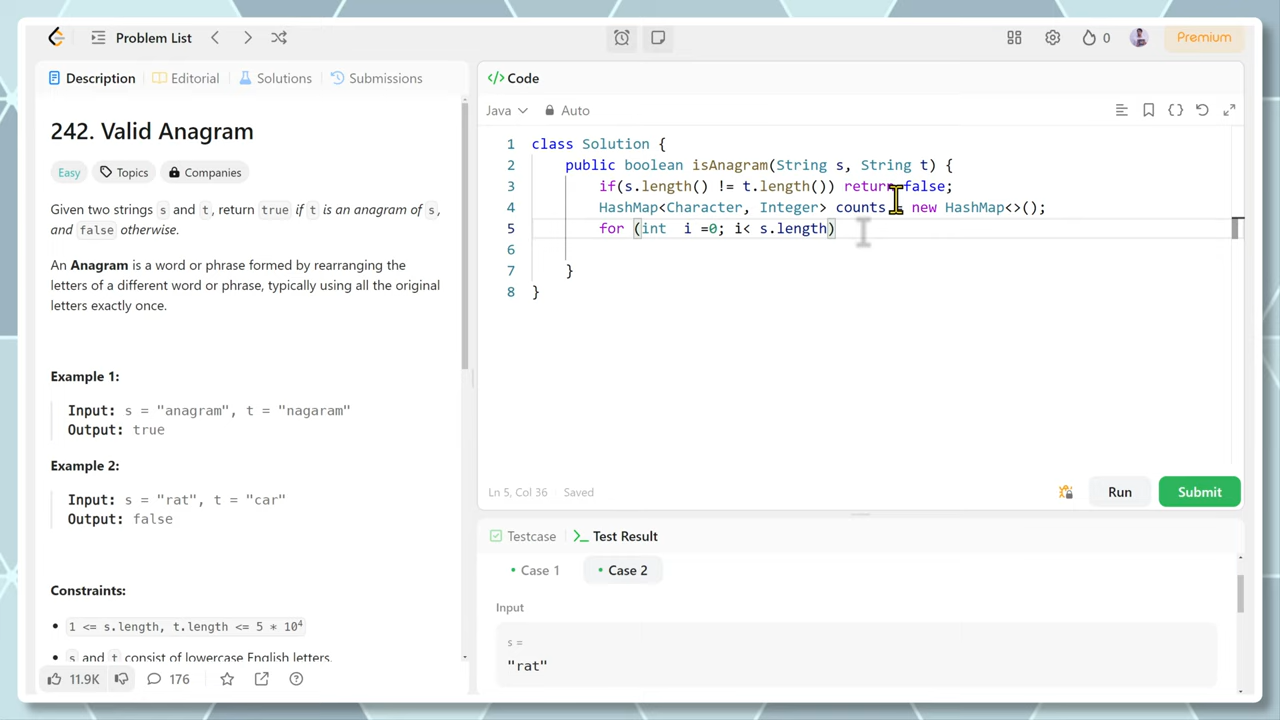 Problem List
0
Premium
Description
Editorial
Solutions
Submissions
242. Valid Anagram
Easy
Topics
Companies
Given two strings s and t, return true if t is an anagram of s,
and false otherwise.
An Anagram is a word or phrase formed by rearranging the
letters of a different word or phrase, typically using all the original
letters exactly once.
Example 1:
Input: s = "anagram", t = "nagaram"
Output: true
Example 2:
Input: s = "rat", t = "car"
Output: false
Constraints:
• 1 <= s.length, t.length <= 5 * 10⁴
• s and t consist of lowercase English letters.
11.9K
176
</> Code
Java
Auto
1 class Solution {
2 public boolean isAnagram(String s, String t) {
3 if(s.length() != t.length()) return false;
4 HashMap<Character, Integer> counts = new HashMap<>();
5 for (int  i =0; i< s.length)
6
7 }
8 }
Ln 5, Col 36
Saved
Run
Submit
Testcase
Test Result
• Case 1
• Case 2
Input
s =
"rat"